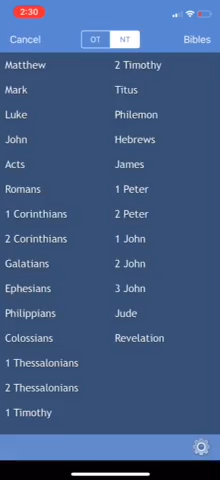 2:30
Cancel OT NT Bibles
Matthew
Mark
Luke
John
Acts
Romans
1 Corinthians
2 Corinthians
Galatians
Ephesians
Philippians
Colossians
1 Thessalonians
2 Thessalonians
1 Timothy
2 Timothy
Titus
Philemon
Hebrews
James
1 Peter
2 Peter
1 John
2 John
3 John
Jude
Revelation